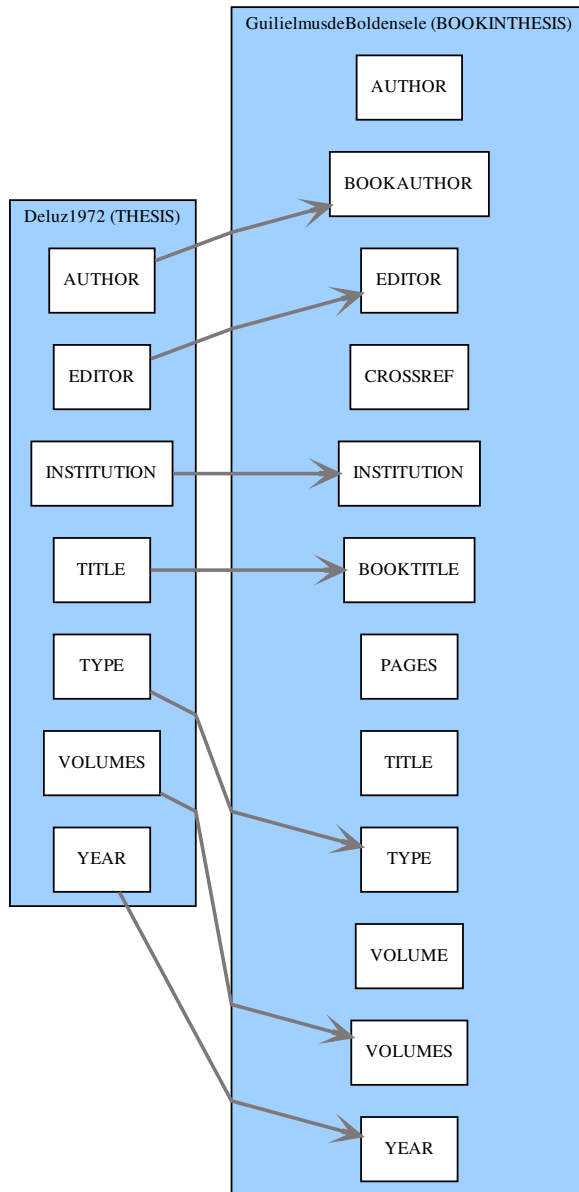 GuilielmusdeBoldensele (BOOKINTHESIS)
AUTHOR
BOOKAUTHOR
EDITOR
CROSSREF
INSTITUTION
BOOKTITLE
PAGES
TITLE
TYPE
VOLUME
VOLUMES
YEAR
Deluz1972 (THESIS)
AUTHOR
EDITOR
INSTITUTION
TITLE
TYPE
VOLUMES
YEAR